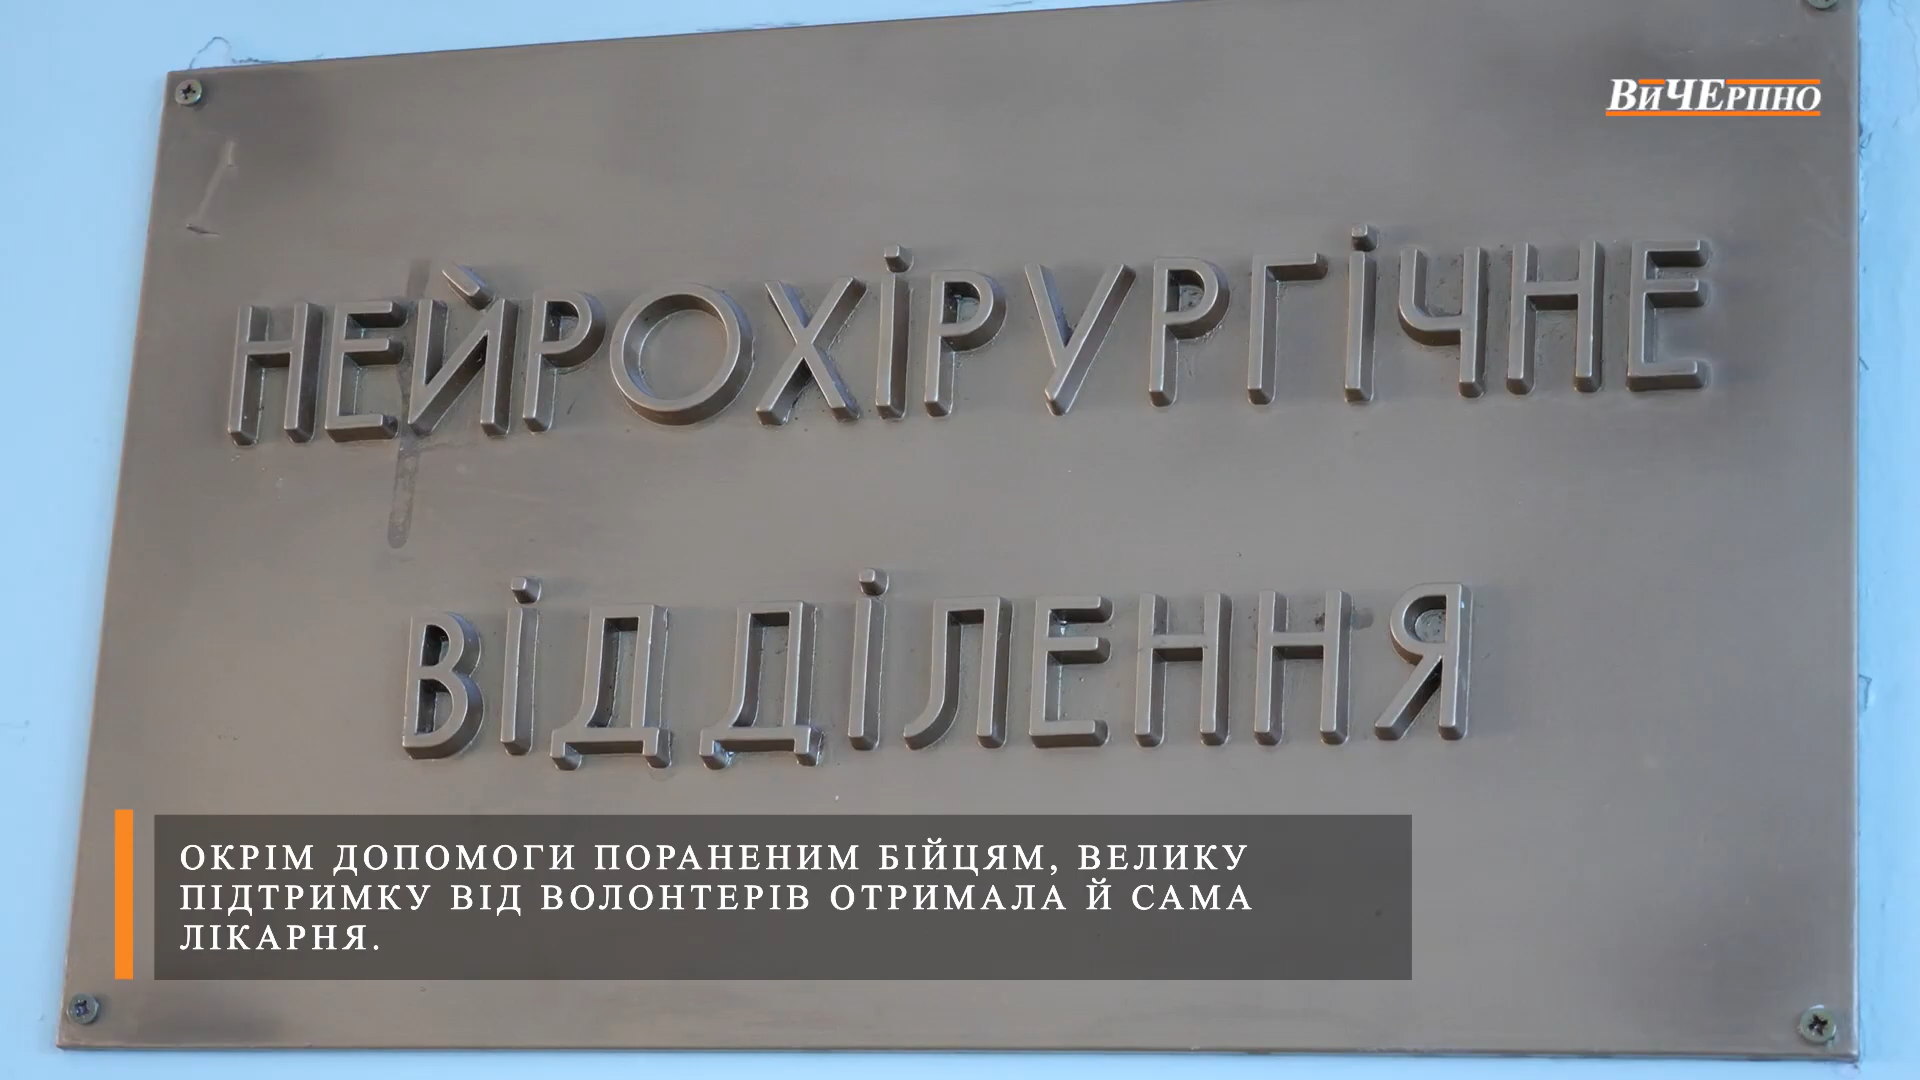 ВиЧЕРПНО
НЕЙРОХІРУРГІЧНЕ
ВІДДІЛЕННЯ
ОКРІМ ДОПОМОГИ ПОРАНЕНИМ БІЙЦЯМ, ВЕЛИКУ
ПІДТРИМКУ ВІД ВОЛОНТЕРІВ ОТРИМАЛА Й САМА
ЛІКАРНЯ.